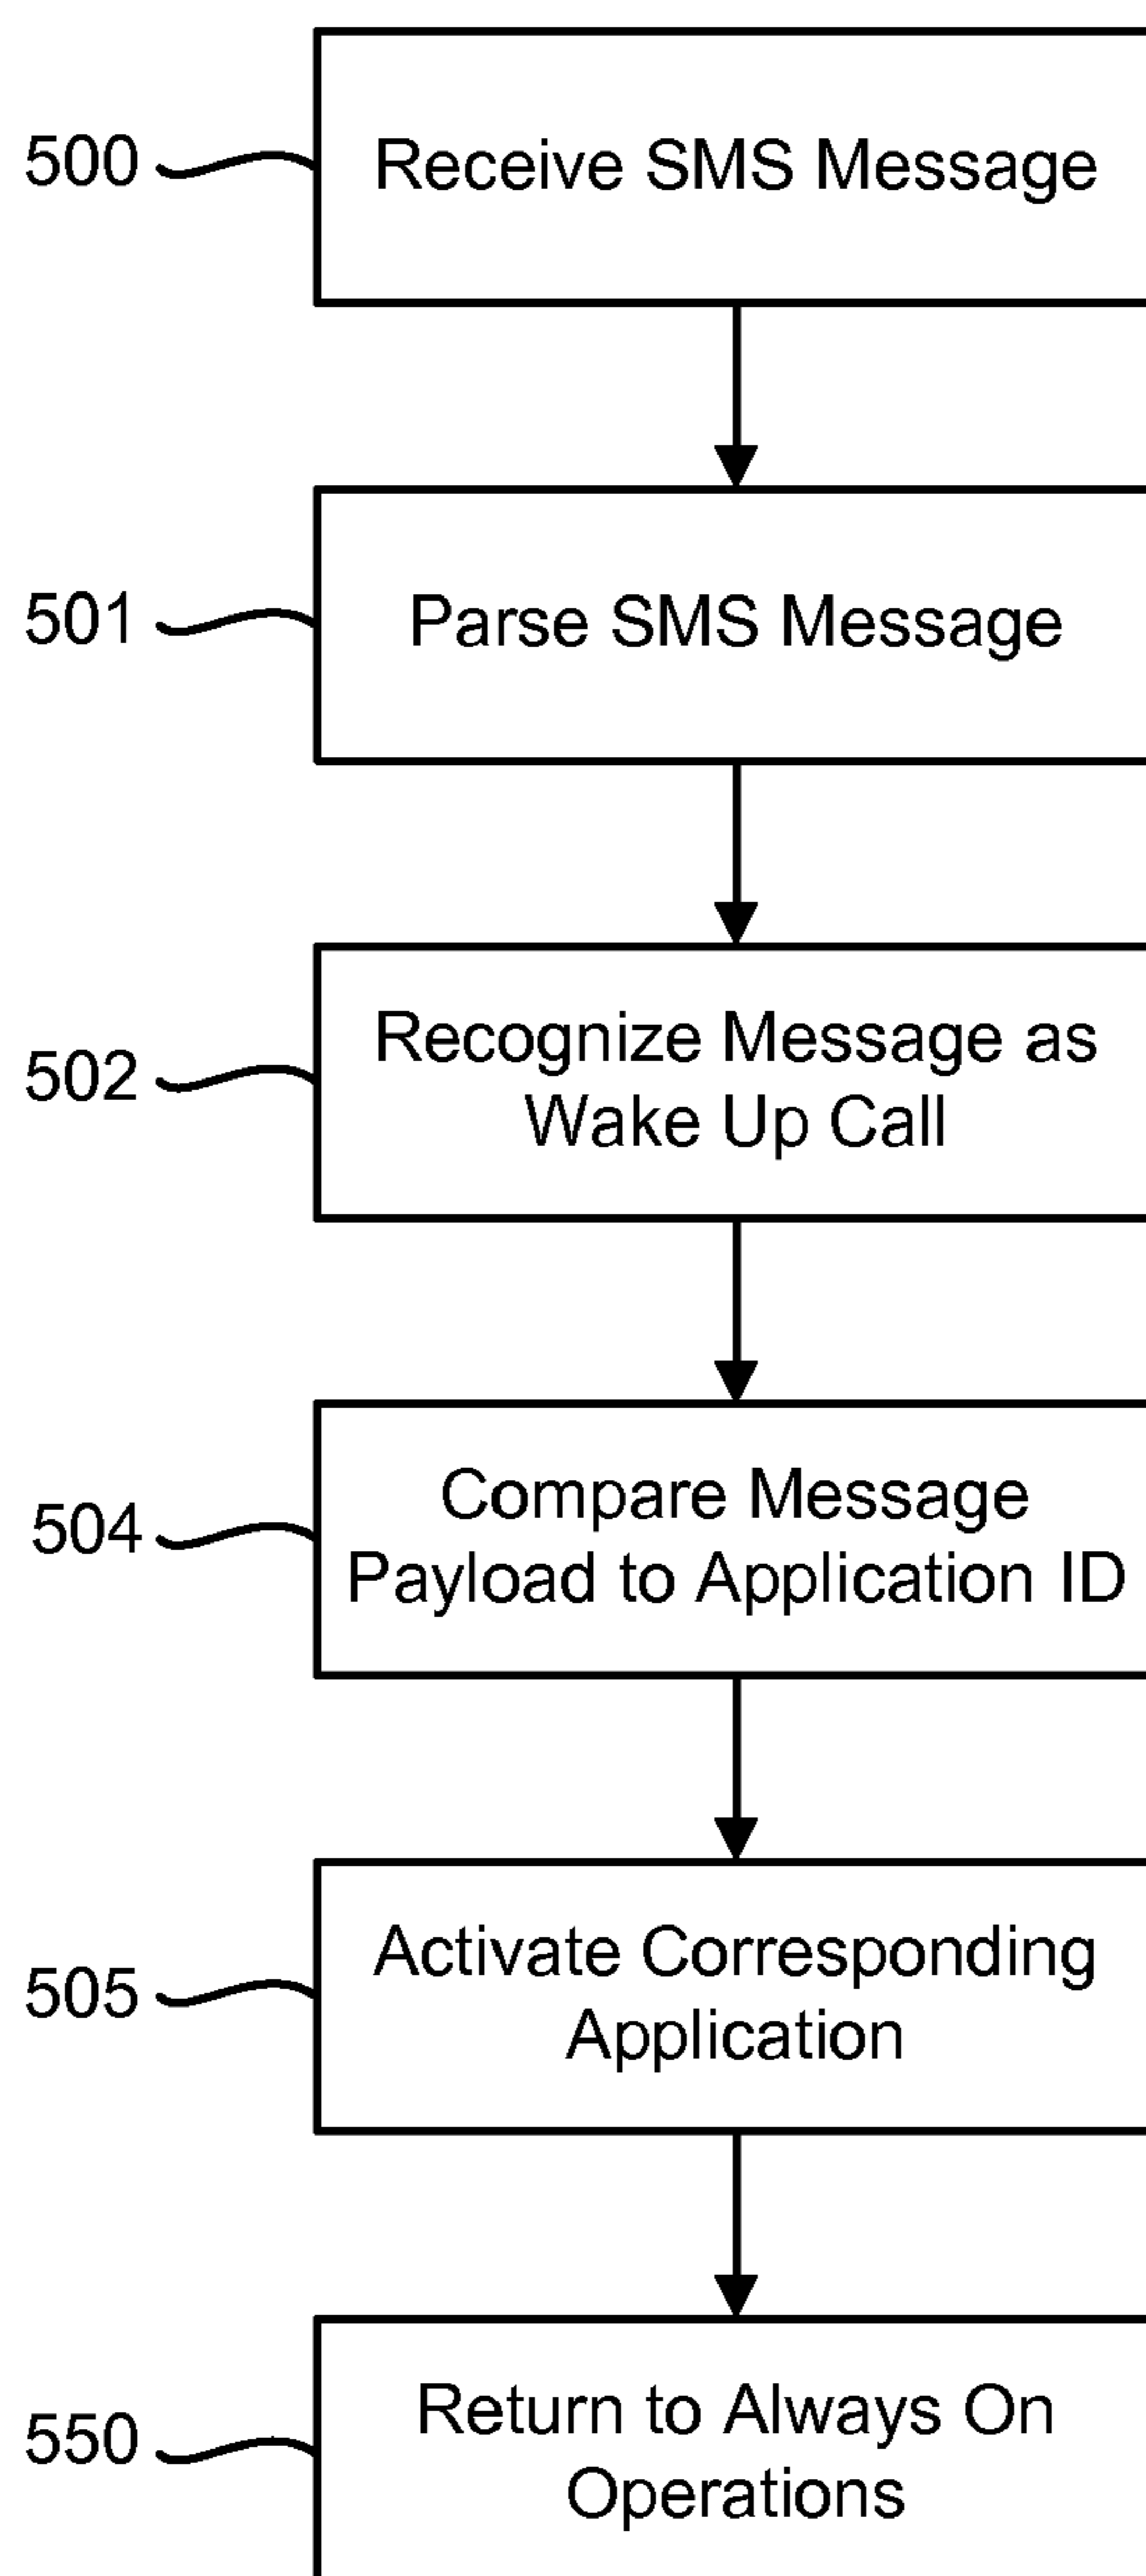 500
Receive SMS Message
501
Parse SMS Message
502
Recognize Message as
Wake Up Call
504
Compare Message
Payload to Application ID
505
Activate Corresponding
Application
550
Return to Always On
Operations